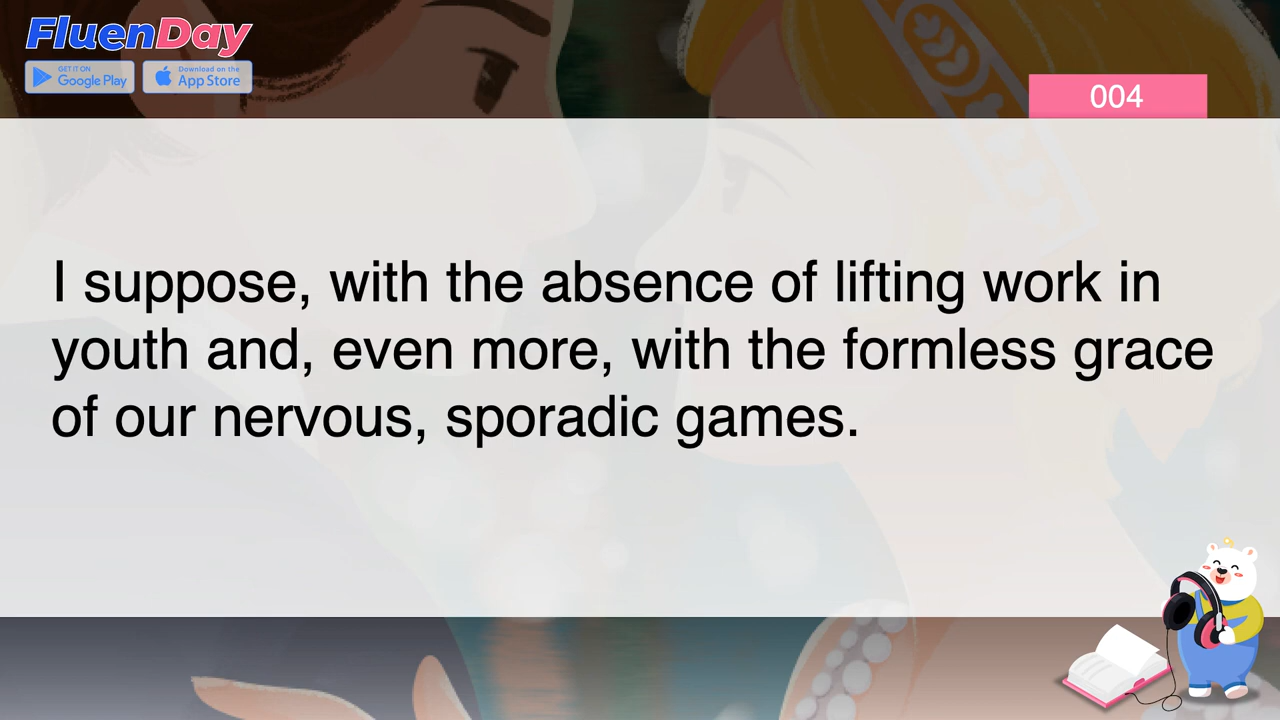 FluenDay
GET IT ON
Google Play
Download on the
App Store
004
I suppose, with the absence of lifting work in
youth and, even more, with the formless grace
of our nervous, sporadic games.